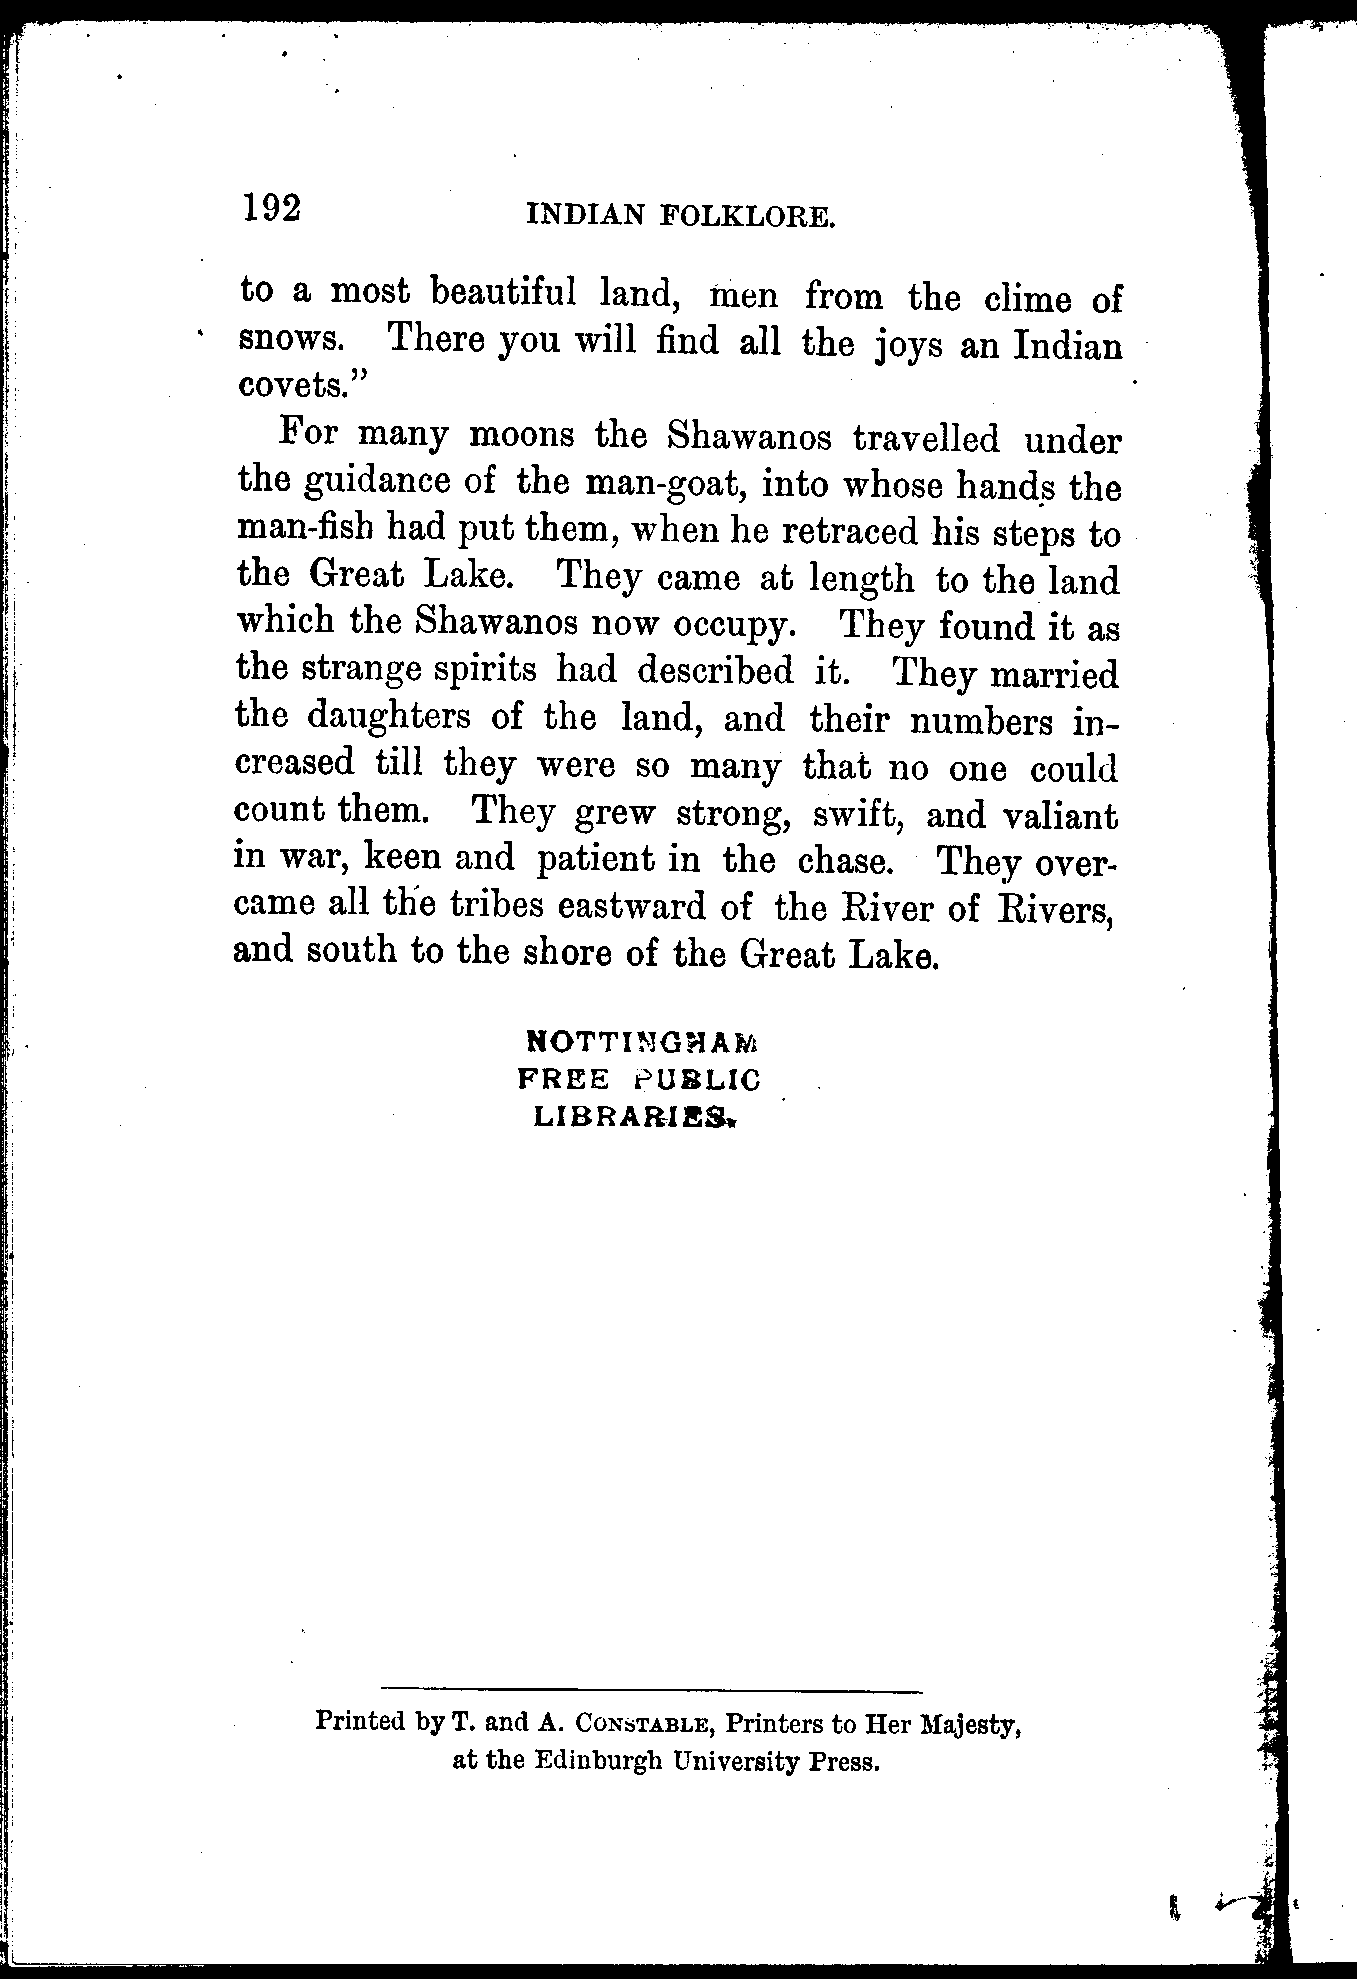 192 INDIAN FOLKLORE.
to a most beautiful land, men from the clime of
snows. There you will find all the joys an Indian
covets."
For many moons the Shawanos travelled under
the guidance of the man-goat, into whose hands the
man-fish had put them, when he retraced his steps to
the Great Lake. They came at length to the land
which the Shawanos now occupy. They found it as
the strange spirits had described it. They married
the daughters of the land, and their numbers in-
creased till they were so many that no one could
count them. They grew strong, swift, and valiant
in war, keen and patient in the chase. They over-
came all the tribes eastward of the River of Rivers,
and south to the shore of the Great Lake.
NOTTINGHAM
FREE PUBLIC
LIBRARIES.
Printed by T. and A. CONSTABLE, Printers to Her Majesty,
at the Edinburgh University Press.